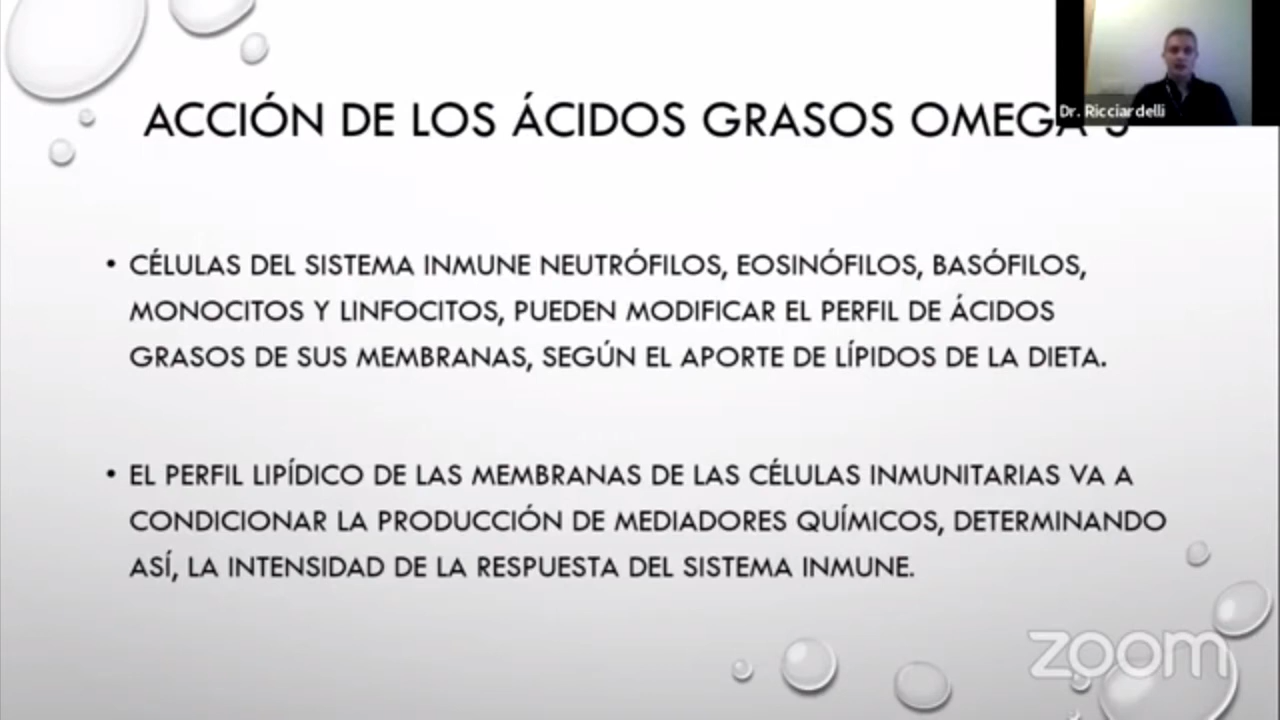 ACCIÓN DE LOS ÁCIDOS GRASOS OMEGA
Dr. Ricciardelli
• CÉLULAS DEL SISTEMA INMUNE NEUTRÓFILOS, EOSINÓFILOS, BASÓFILOS,
MONOCITOS Y LINFOCITOS, PUEDEN MODIFICAR EL PERFIL DE ÁCIDOS
GRASOS DE SUS MEMBRANAS, SEGÚN EL APORTE DE LÍPIDOS DE LA DIETA.
• EL PERFIL LIPÍDICO DE LAS MEMBRANAS DE LAS CÉLULAS INMUNITARIAS VA A
CONDICIONAR LA PRODUCCIÓN DE MEDIADORES QUÍMICOS, DETERMINANDO
ASÍ, LA INTENSIDAD DE LA RESPUESTA DEL SISTEMA INMUNE.
zoom